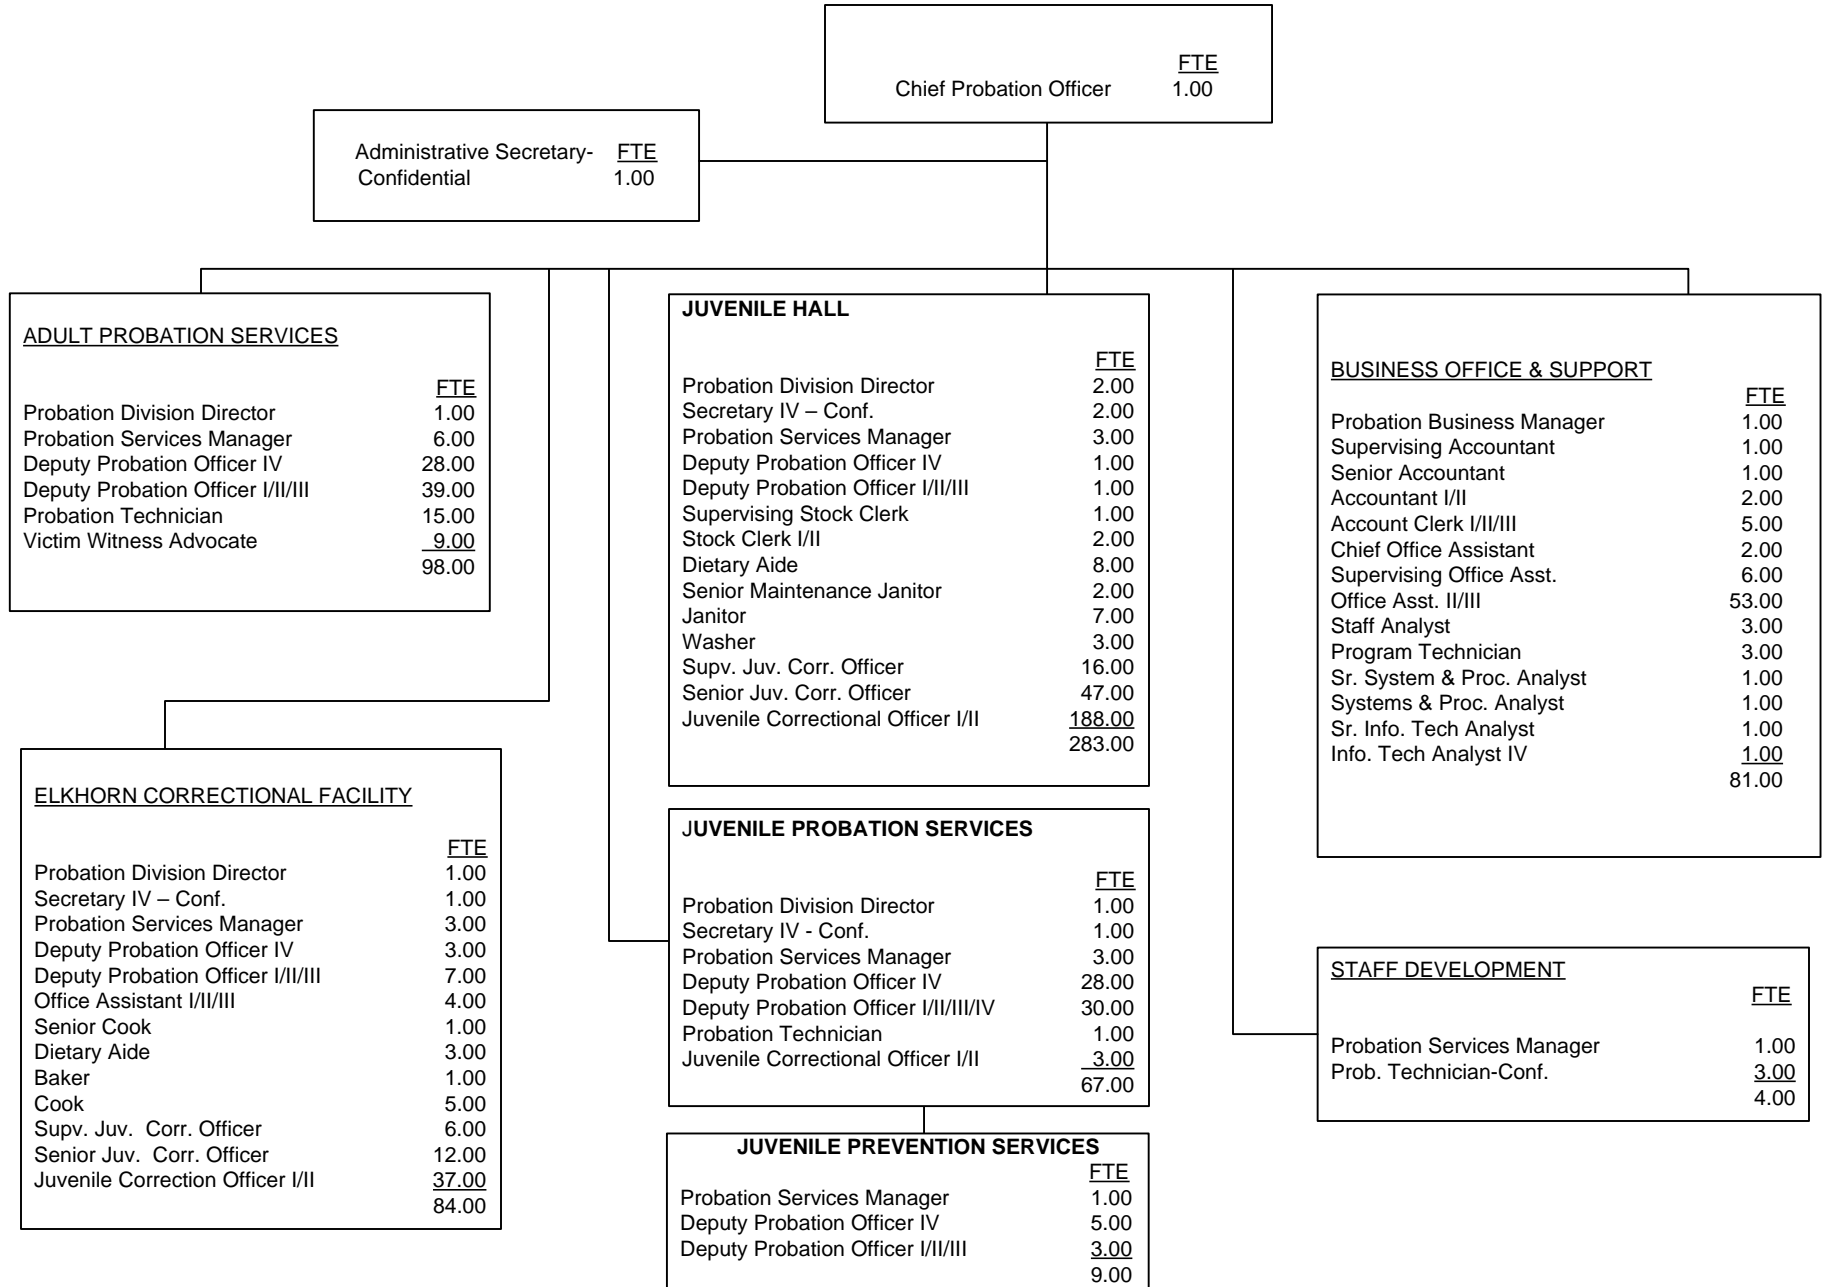 FTE
Chief Probation Officer 1.00
Administrative Secretary- FTE
Confidential 1.00
ADULT PROBATION SERVICES
FTE
Probation Division Director 1.00
Probation Services Manager 6.00
Deputy Probation Officer IV 28.00
Deputy Probation Officer I/II/III 39.00
Probation Technician 15.00
Victim Witness Advocate 9.00
98.00
ELKHORN CORRECTIONAL FACILITY
FTE
Probation Division Director 1.00
Secretary IV – Conf. 1.00
Probation Services Manager 3.00
Deputy Probation Officer IV 3.00
Deputy Probation Officer I/II/III 7.00
Office Assistant I/II/III 4.00
Senior Cook 1.00
Dietary Aide 3.00
Baker 1.00
Cook 5.00
Supv. Juv. Corr. Officer 6.00
Senior Juv. Corr. Officer 12.00
Juvenile Correction Officer I/II 37.00
84.00
JUVENILE HALL
FTE
Probation Division Director 2.00
Secretary IV – Conf. 2.00
Probation Services Manager 3.00
Deputy Probation Officer IV 1.00
Deputy Probation Officer I/II/III 1.00
Supervising Stock Clerk 1.00
Stock Clerk I/II 2.00
Dietary Aide 8.00
Senior Maintenance Janitor 2.00
Janitor 7.00
Washer 3.00
Supv. Juv. Corr. Officer 16.00
Senior Juv. Corr. Officer 47.00
Juvenile Correctional Officer I/II 188.00
283.00
JUVENILE PROBATION SERVICES
FTE
Probation Division Director 1.00
Secretary IV - Conf. 1.00
Probation Services Manager 3.00
Deputy Probation Officer IV 28.00
Deputy Probation Officer I/II/III/IV 30.00
Probation Technician 1.00
Juvenile Correctional Officer I/II 3.00
67.00
JUVENILE PREVENTION SERVICES
FTE
Probation Services Manager 1.00
Deputy Probation Officer IV 5.00
Deputy Probation Officer I/II/III 3.00
9.00
BUSINESS OFFICE & SUPPORT
FTE
Probation Business Manager 1.00
Supervising Accountant 1.00
Senior Accountant 1.00
Accountant I/II 2.00
Account Clerk I/II/III 5.00
Chief Office Assistant 2.00
Supervising Office Asst. 6.00
Office Asst. II/III 53.00
Staff Analyst 3.00
Program Technician 3.00
Sr. System & Proc. Analyst 1.00
Systems & Proc. Analyst 1.00
Sr. Info. Tech Analyst 1.00
Info. Tech Analyst IV 1.00
81.00
STAFF DEVELOPMENT
FTE
Probation Services Manager 1.00
Prob. Technician-Conf. 3.00
4.00